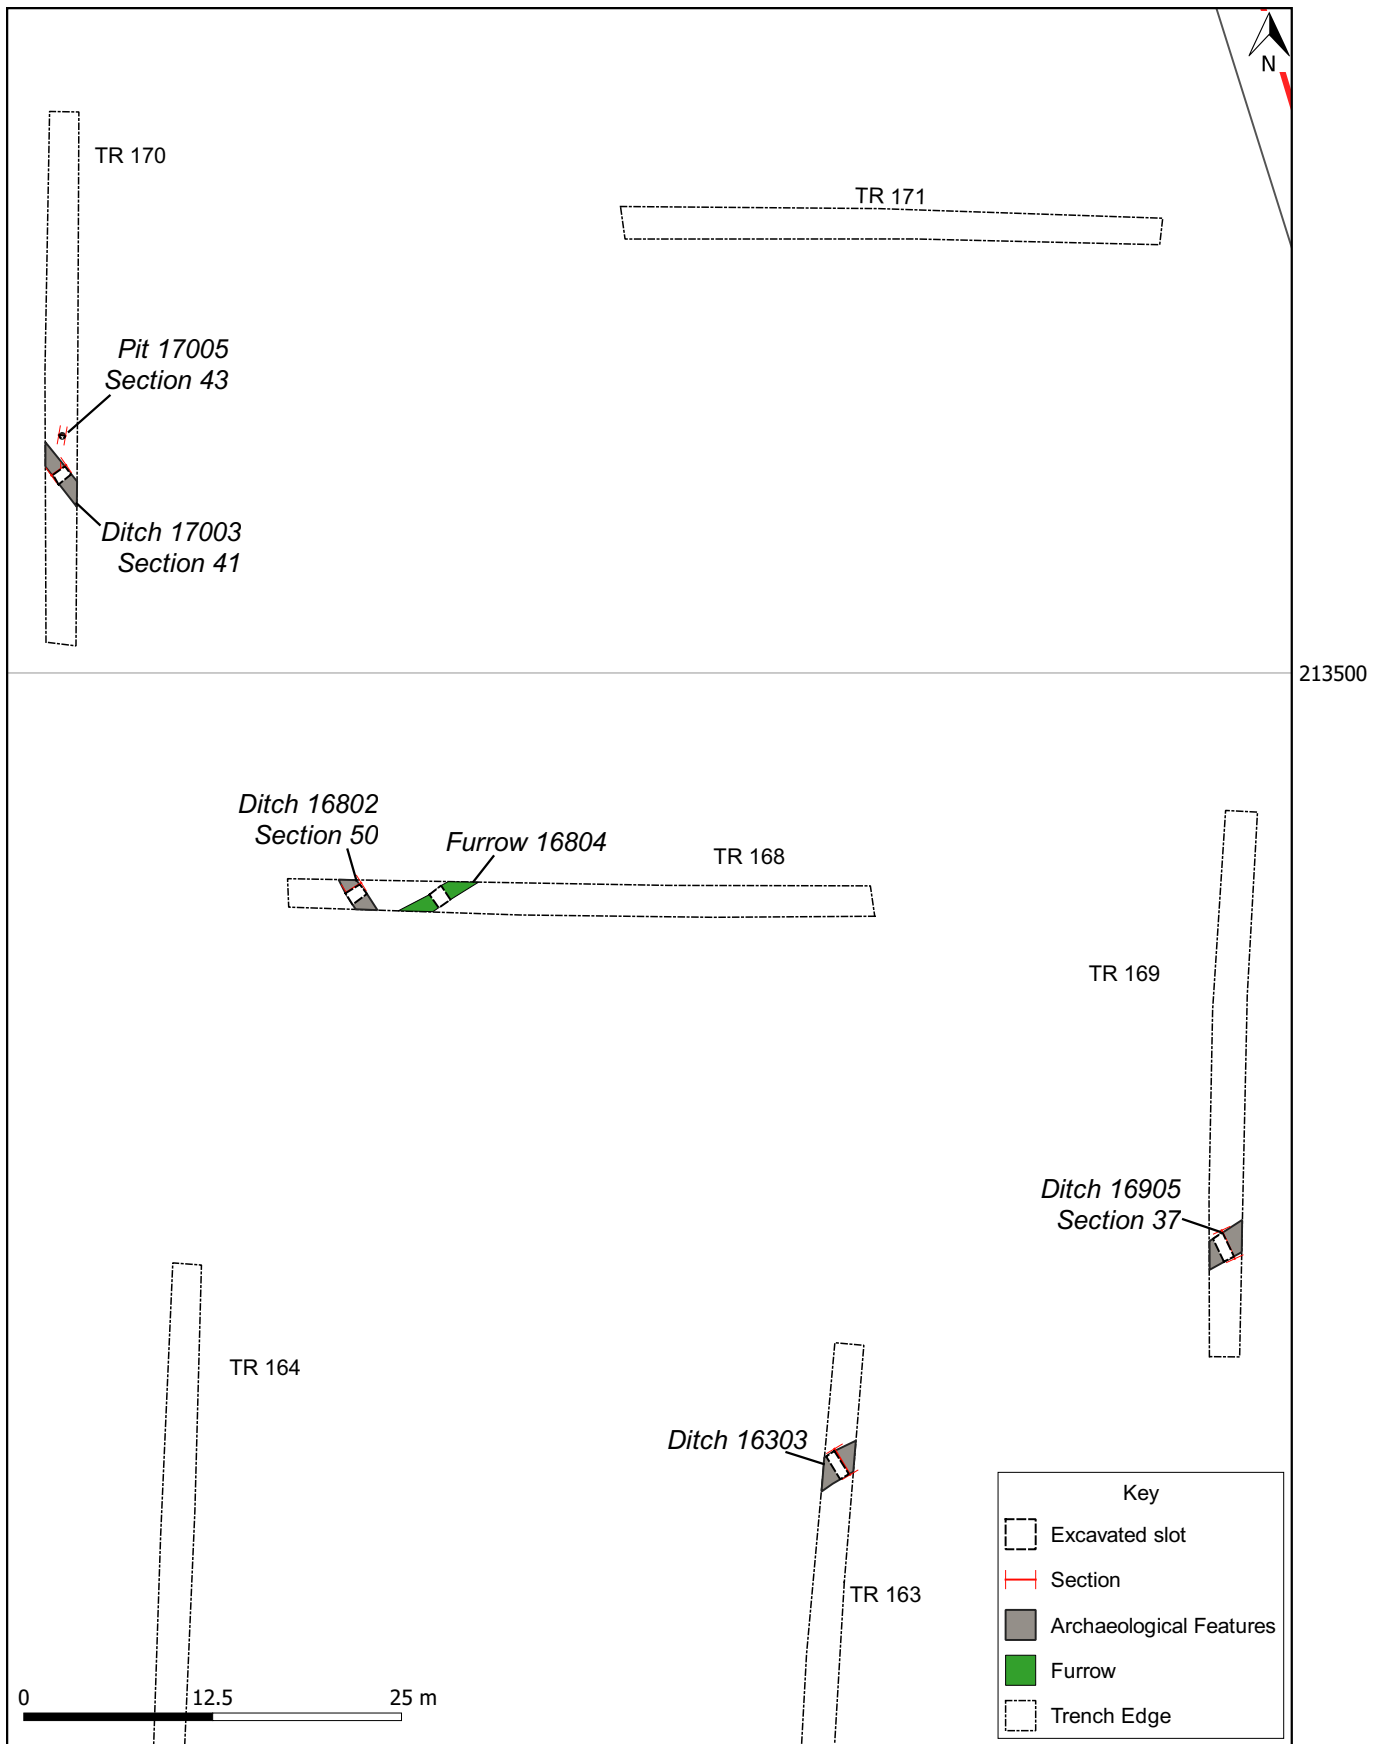 N
TR 170
TR 171
Pit 17005
Section 43
Ditch 17003
Section 41
213500
Ditch 16802
Section 50
Furrow 16804
TR 168
TR 169
Ditch 16905
Section 37
TR 164
Ditch 16303
TR 163
Key
Excavated slot
Section
Archaeological Features
Furrow
Trench Edge
0 12.5 25 m